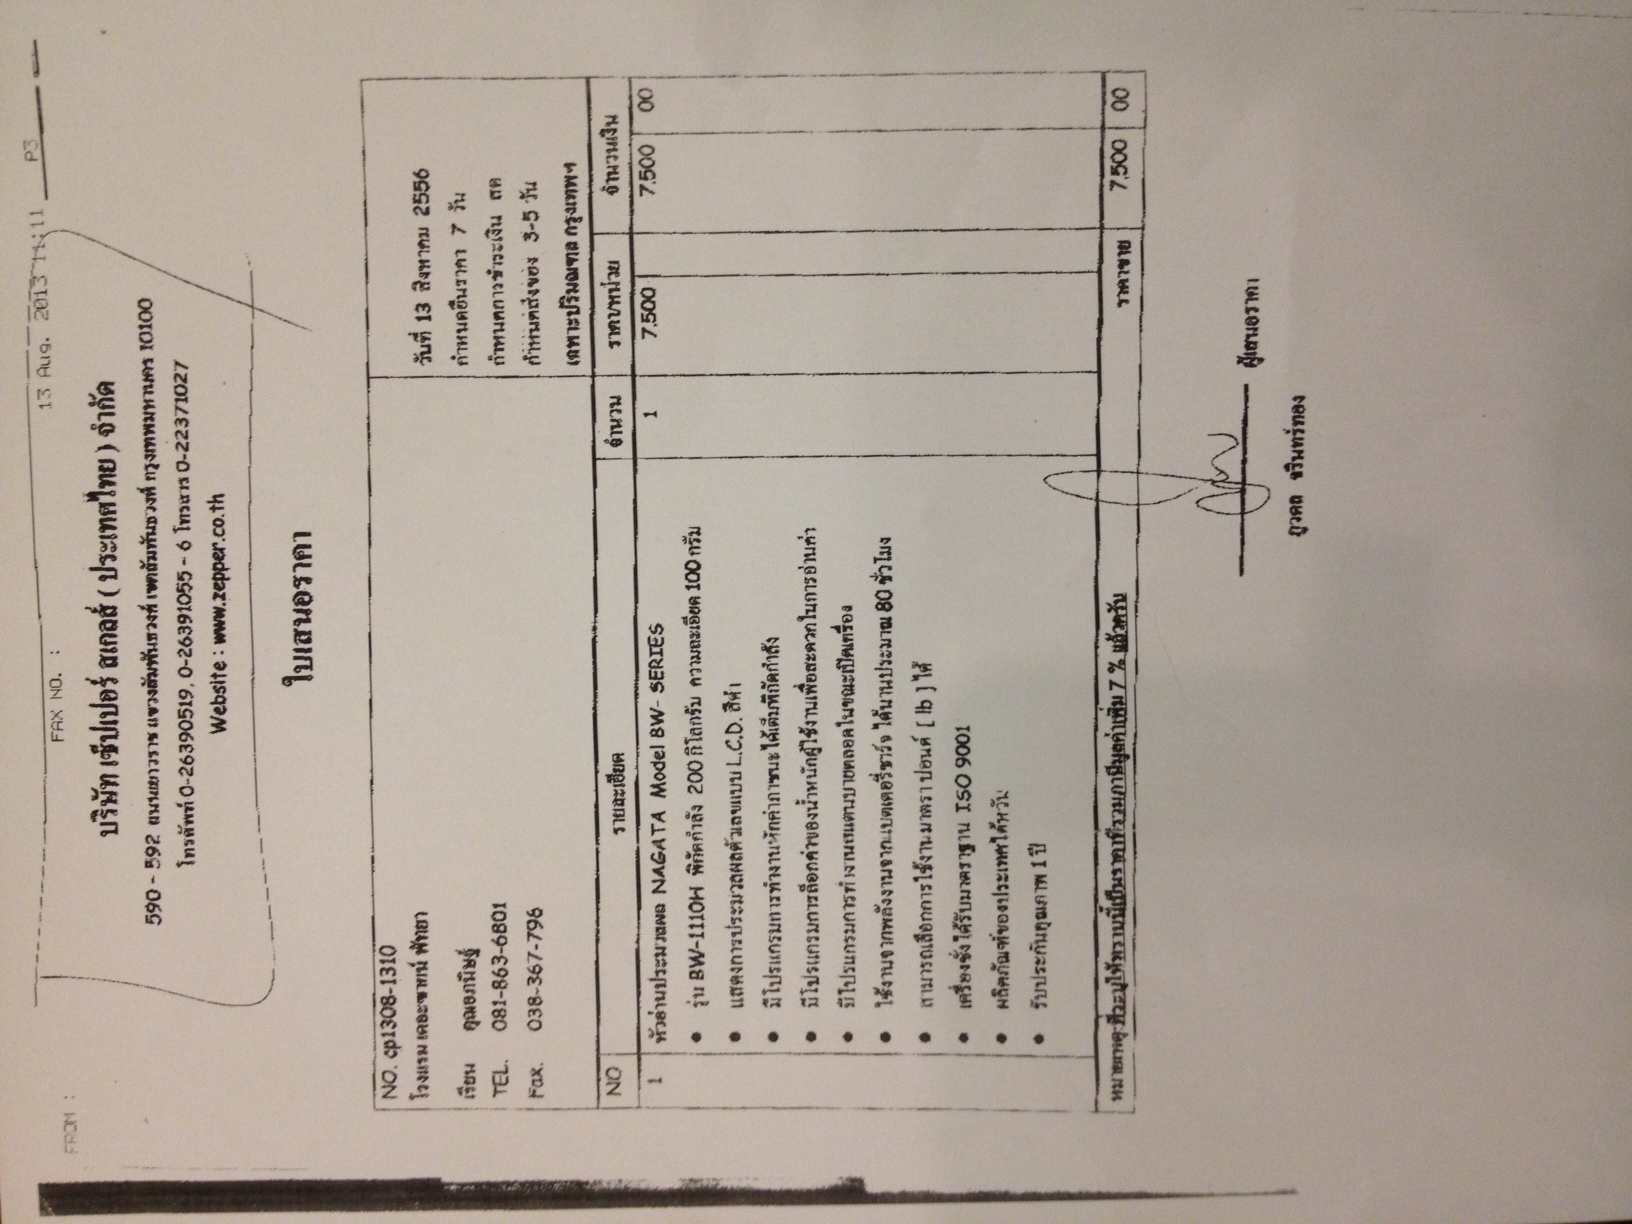 FROM :
FAX NO. :
13 Aug. 2013 11:11 P3
บริษัท เซ็ปเปอร์ สเกลส์ ( ประเทศไทย ) จำกัด
590 - 592 ถนนเยาวราช แขวงสัมพันธวงศ์ เขตสัมพันธวงศ์ กรุงเทพมหานคร 10100
โทรศัพท์ 0-26390519, 0-26391055 - 6 โทรสาร 0-22371027
Website : www.zepper.co.th
ใบเสนอราคา
NO. cp1308-1310
โรงแรม เดอะซายน์ พัทยา
เรียน คุณอภนิษฐ์
TEL. 081-863-6801
Fax. 038-367-796
วันที่ 13 สิงหาคม 2556
กำหนดยืนราคา 7 วัน
กำหนดการชำระเงิน สด
กำหนดส่งของ 3-5 วัน
เฉพาะปริมณฑล กรุงเทพฯ
NO รายละเอียด จำนวน ราคา/หน่วย จำนวนเงิน
1 หัวอ่านประมวลผล NAGATA Model BW- SERIES 1 7,500 7,500 00
• รุ่น BW-1110H พิกัดกำลัง 200 กิโลกรัม ความละเอียด 100 กรัม
• แสดงการประมวลผลตัวเลขแบบ L.C.D. สีดำ
• มีโปรแกรมการทำงานหักค่าภาชนะได้เต็มพิกัดกำลัง
• มีโปรแกรมการล็อกค่าของน้ำหนักผู้ใช้งานเพื่อสะดวกในการอ่านค่า
• มีโปรแกรมการทำงานสแตนบายตลอดในขณะเปิดเครื่อง
• ใช้งานจากพลังงานจากแบตเตอรี่ชาร์จ ได้นานประมาณ 80 ชั่วโมง
• สามารถเลือกการใช้งานมาตรา ปอนด์ [ lb ] ได้
• เครื่องชั่งได้รับมาตราฐาน ISO 9001
• ผลิตภัณฑ์ของประเทศไต้หวัน
• รับประกันคุณภาพ 1 ปี
หมายเหตุ ที่ระบุให้ทราบนี้เป็นราคาที่รวมภาษีมูลค่าเพิ่ม 7 % แล้วครับ ราคาขาย 7,500 00
ผู้เสนอราคา
ภูวดล จรินทร์ทอง